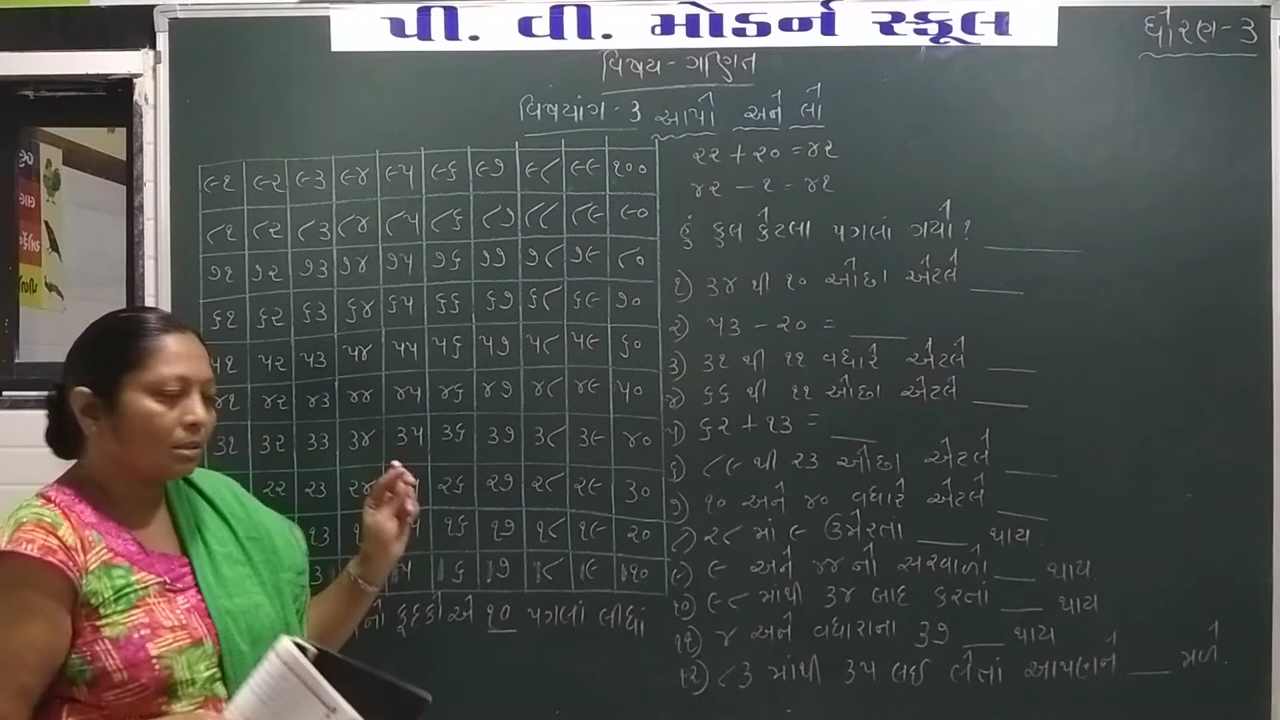 પી. વી. મોડર્ન સ્કૂલ
ધોરણ-૩
વિષય - ગણિત
વિષયાંગ - ૩ આપો અને લો
૯૧ ૯૨ ૯૩ ૯૪ ૯૫ ૯૬ ૯૭ ૯૮ ૯૯ ૧૦૦
૮૧ ૮૨ ૮૩ ૮૪ ૮૫ ૮૬ ૮૭ ૮૮ ૮૯ ૯૦
૭૧ ૭૨ ૭૩ ૭૪ ૭૫ ૭૬ ૭૭ ૭૮ ૭૯ ૮૦
૬૧ ૬૨ ૬૩ ૬૪ ૬૫ ૬૬ ૬૭ ૬૮ ૬૯ ૭૦
૫૧ ૫૨ ૫૩ ૫૪ ૫૫ ૫૬ ૫૭ ૫૮ ૫૯ ૬૦
૪૧ ૪૨ ૪૩ ૪૪ ૪૫ ૪૬ ૪૭ ૪૮ ૪૯ ૫૦
૩૧ ૩૨ ૩૩ ૩૪ ૩૫ ૩૬ ૩૭ ૩૮ ૩૯ ૪૦
૨૨ ૨૩ ૨૪ ૨૬ ૨૭ ૨૮ ૨૯ ૩૦
૧૩ ૧૬ ૧૭ ૧૮ ૧૯ ૨૦
૩ ૫ ૬ ૭ ૮ ૯ ૧૦
કૂદકો એ ૧૦ પગલાં લીધાં
૨૨ + ૨૦ = ૪૨
૪૨ - ૧ = ૪૧
હું કુલ કેટલા પગલાં ગયો? ____
૧) ૩૪ થી ૧૦ ઓછા એટલે ____
૨) ૫૩ - ૨૦ = ____
૩) ૩૧ થી ૧૧ વધારે એટલે ____
૪) ૬૬ થી ૧૧ ઓછા એટલે ____
૫) ૬૨ + ૧૩ = ____
૬) ૮૯ થી ૨૩ ઓછા એટલે ____
૭) ૧૦ અને ૪૦ વધારે એટલે ____
૮) ૨૮ માં ૯ ઉમેરતાં ____ થાય
૯) ૯ અને ૪૪ નો સરવાળો ____ થાય
૧૦) ૯૮ માંથી ૩૪ બાદ કરતાં ____ થાય
૧૧) ૪ અને વધારાના ૩૭ ____ થાય
૧૨) ૮૩ માંથી ૩૫ લઈ લેતાં આપણને ____ મળે